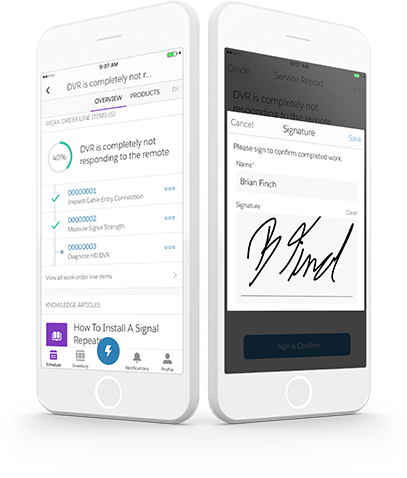 9:07 AM
DVR is completely not r...
OVERVIEW PRODUCTS DE
WORK ORDER LINE ITEMS (5)
40%
DVR is completely not
responding to the remote
00000001
Inspect Cable Entry Connection
00000002
Measure Signal Strength
00000003
Diagnose HD DVR
View all work order line items
KNOWLEDGE ARTICLES
How To Install A Signal
Repeat
Schedule Inventory Notifications Profile
9:07 AM
Cancel Service Report Edit
DVR is completely not
responding to the
Cancel Signature Save
Please sign to confirm completed work.
Name*
Brian Finch
Signature Clear
B Finch
Sign & Confirm